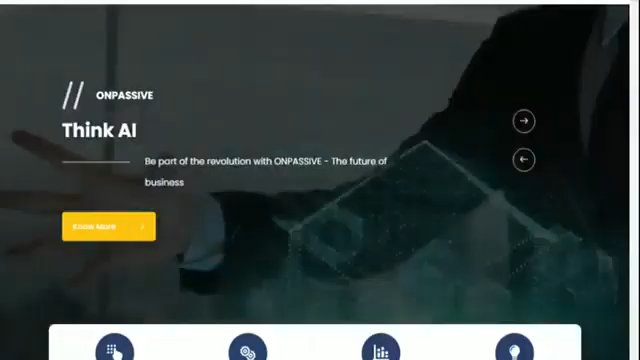 // ONPASSIVE
Think AI
Be part of the revolution with ONPASSIVE - The future of
business
Know More